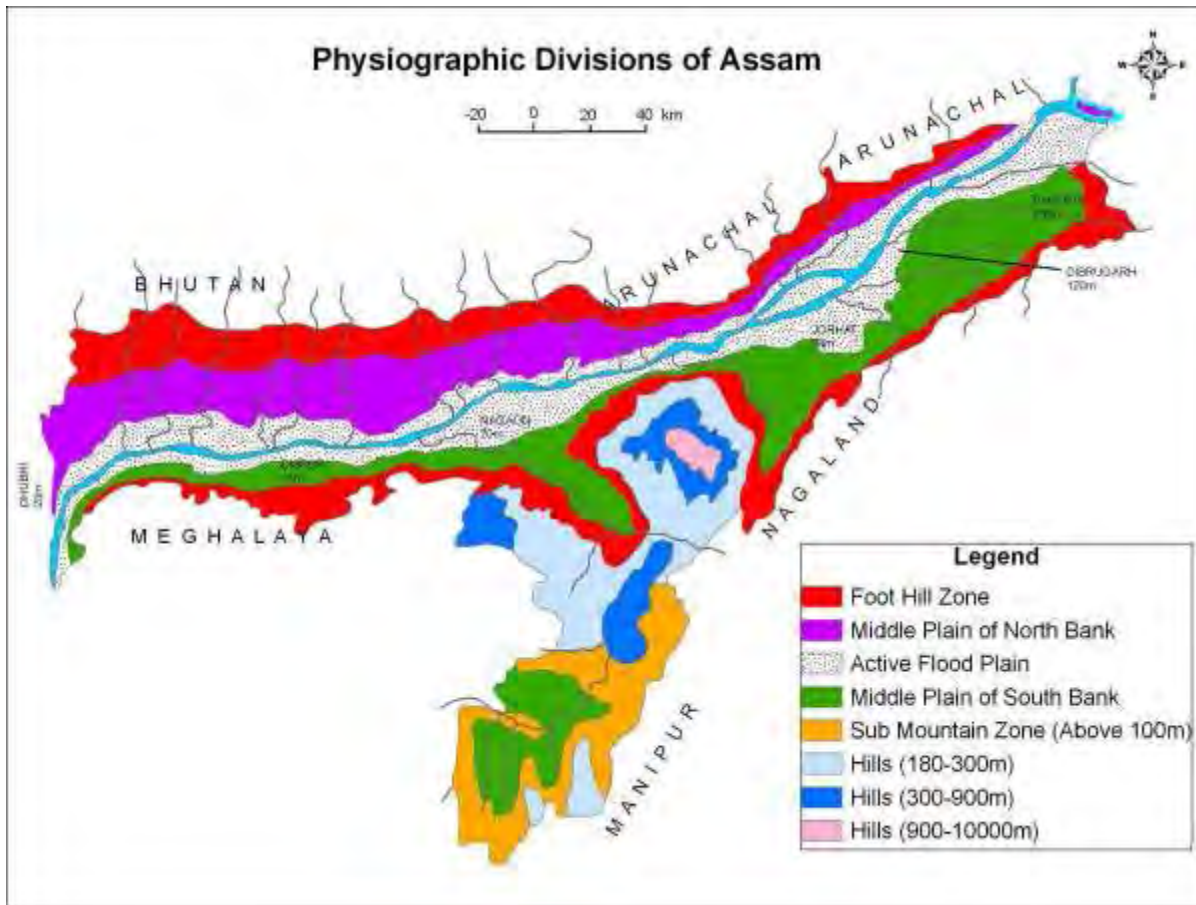 Physiographic Divisions of Assam
N
W E
S
-20 0 20 40 km
ARUNACHAL
ARUNACHAL
BHUTAN
DIBRUGARH
120m
JORHAT
NAGAON
DHUBRI
MEGHALAYA
NAGALAND
MANIPUR
Legend
Foot Hill Zone
Middle Plain of North Bank
Active Flood Plain
Middle Plain of South Bank
Sub Mountain Zone (Above 100m)
Hills (180-300m)
Hills (300-900m)
Hills (900-10000m)